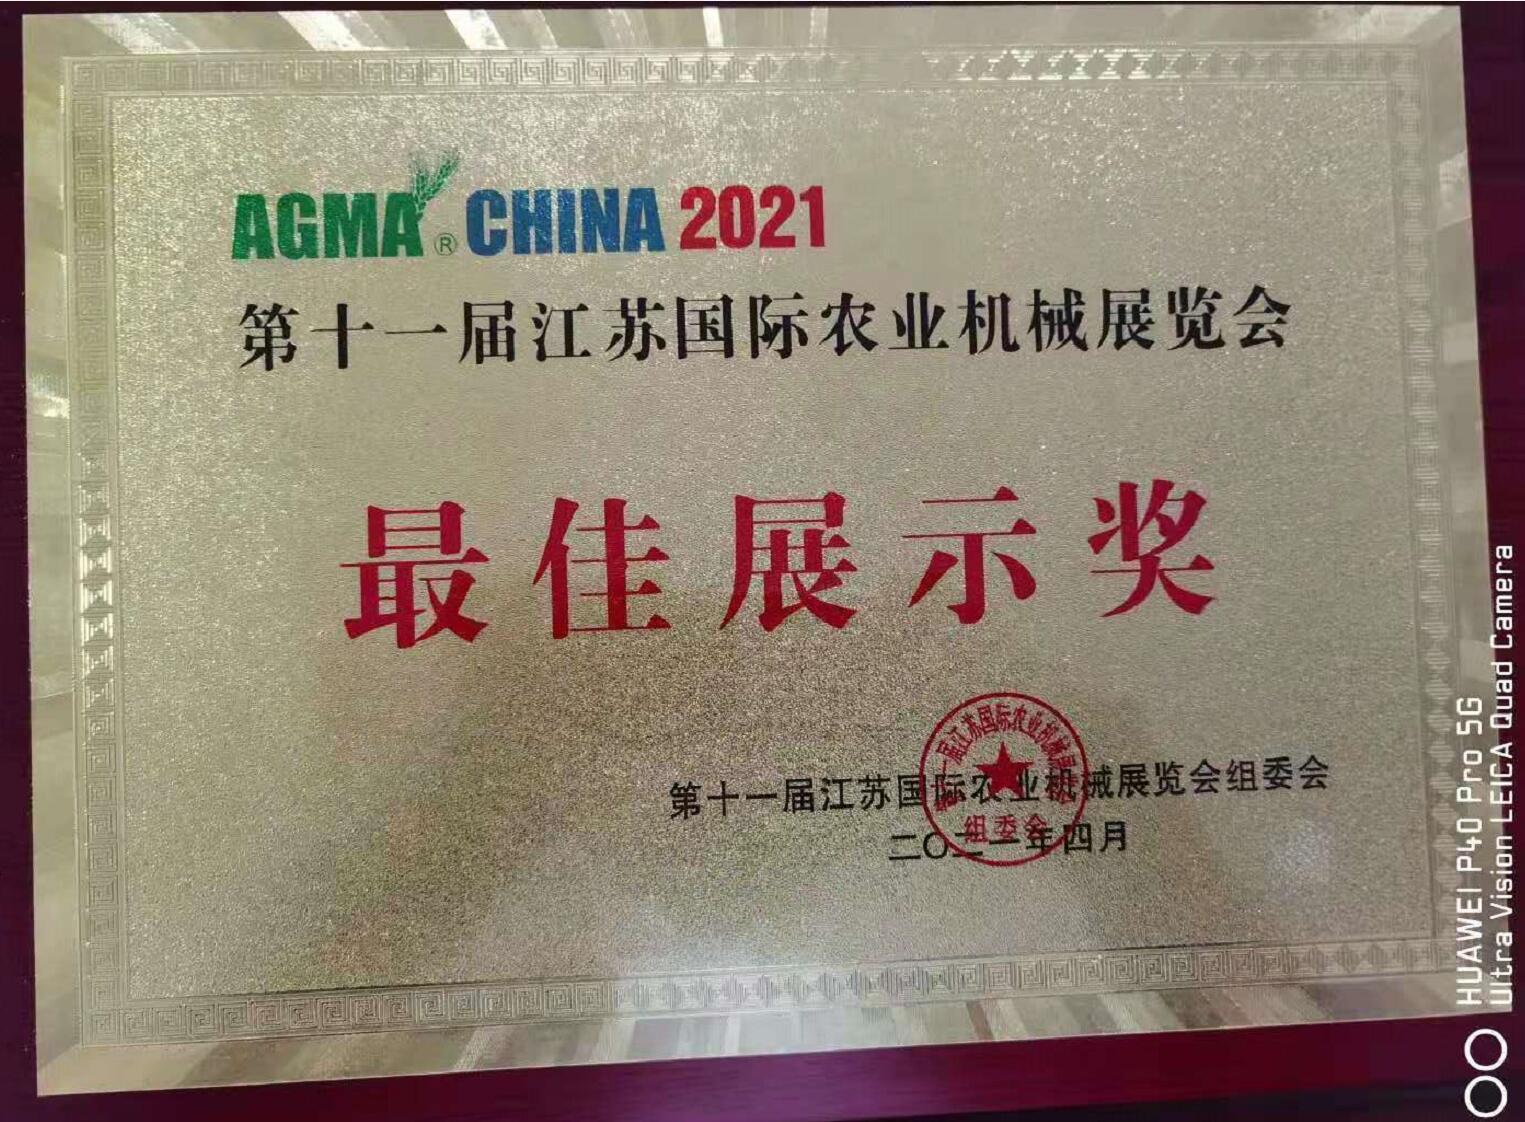 AGMA® CHINA 2021
第十一届江苏国际农业机械展览会
最佳展示奖
第十一届江苏国际农业机械展览会组委会
二〇二一年四月
组委会
HUAWEI P40 Pro 5G
Ultra Vision LEICA Quad Camera